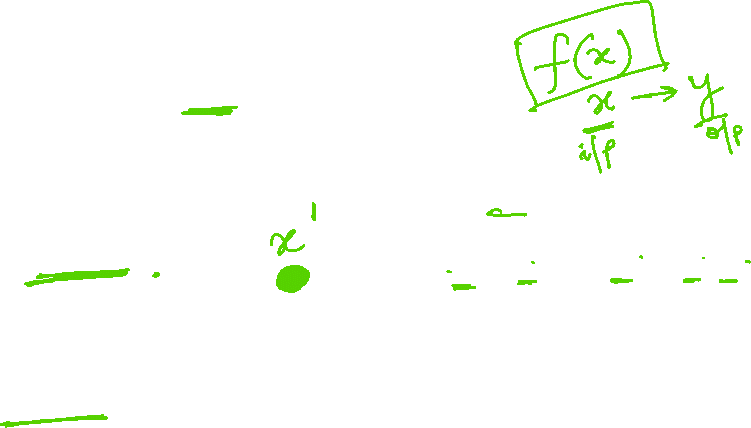 f(x)
x → y
i/p o/p
x'